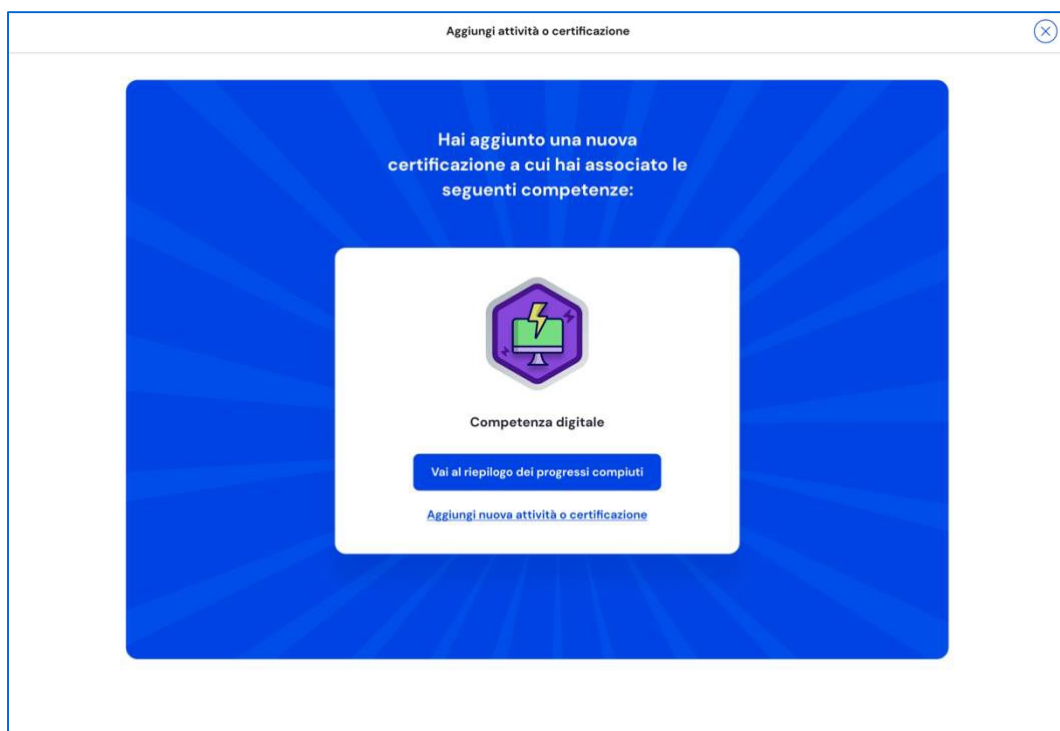 Aggiungi attività o certificazione
Hai aggiunto una nuova
certificazione a cui hai associato le
seguenti competenze:
Competenza digitale
Vai al riepilogo dei progressi compiuti
Aggiungi nuova attività o certificazione